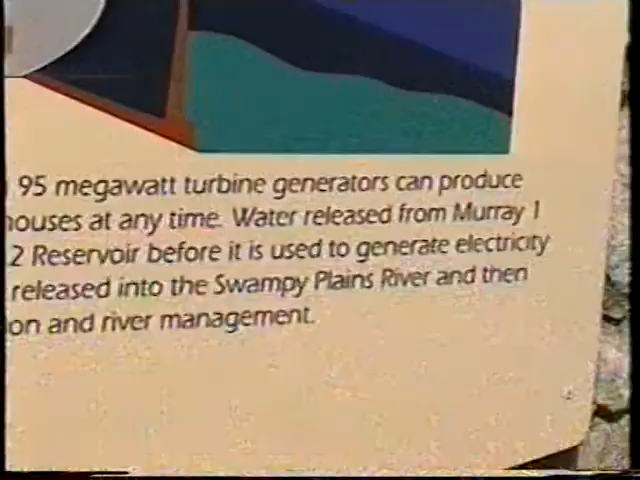 95 megawatt turbine generators can produce
houses at any time. Water released from Murray 1
2 Reservoir before it is used to generate electricity
released into the Swampy Plains River and then
on and river management.